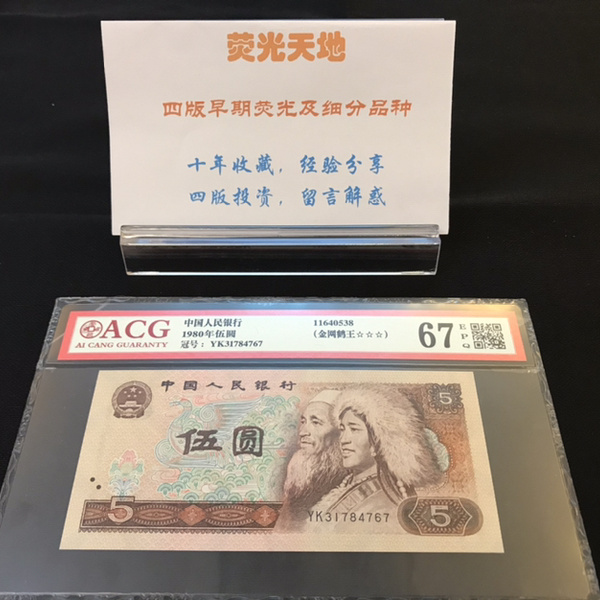 荧光天地
四版早期荧光及细分品种
十年收藏，经验分享
四版投资，留言解惑
ACG
AI CANG GUARANTY
中国人民银行
1980年伍圆
冠号：YK31784767
11640538
(金网鹤王☆☆☆)
67 EPQ
中国人民银行
伍圆
5
5
5
YK31784767